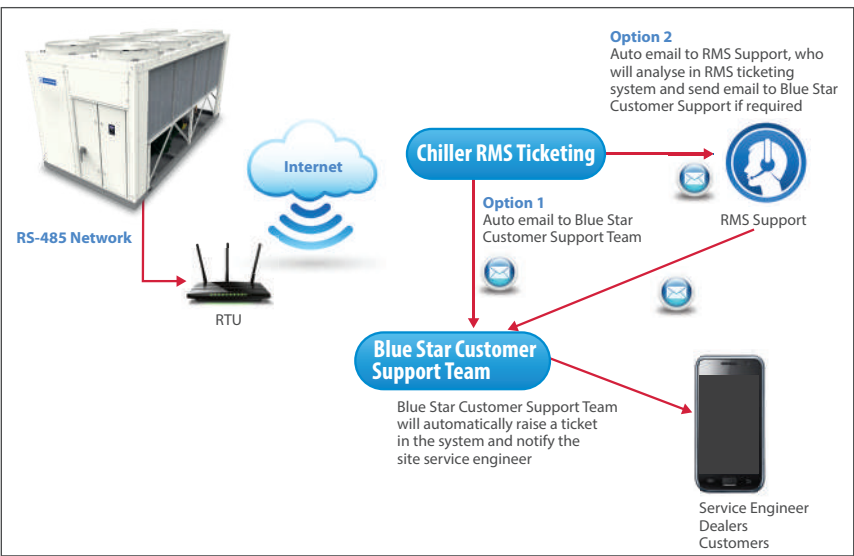 Option 2
Auto email to RMS Support, who
will analyse in RMS ticketing
system and send email to Blue Star
Customer Support if required
Chiller RMS Ticketing
Internet
Option 1
Auto email to Blue Star
Customer Support Team
RMS Support
RS-485 Network
RTU
Blue Star Customer
Support Team
Blue Star Customer Support Team
will automatically raise a ticket
in the system and notify the
site service engineer
Service Engineer
Dealers
Customers